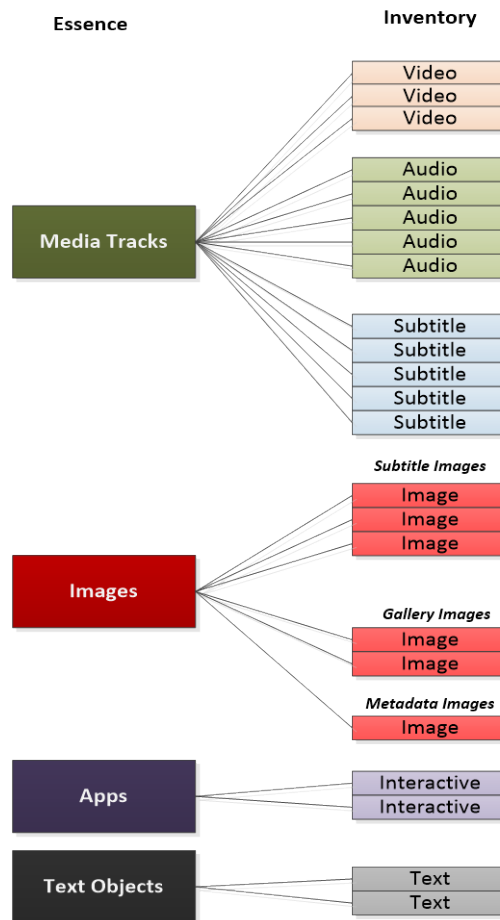 Essence
Inventory
Video
Video
Video
Audio
Audio
Audio
Audio
Audio
Media Tracks
Subtitle
Subtitle
Subtitle
Subtitle
Subtitle
Subtitle Images
Image
Image
Image
Images
Gallery Images
Image
Image
Metadata Images
Image
Apps
Interactive
Interactive
Text Objects
Text
Text